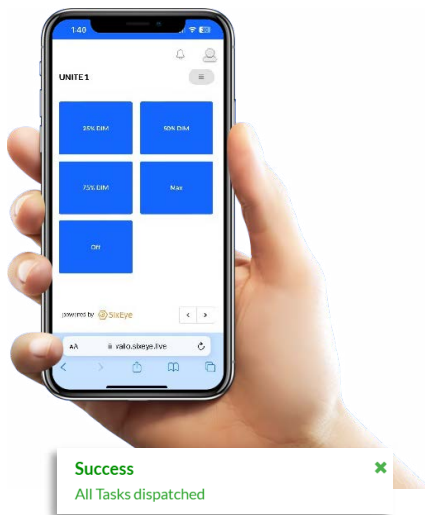 1:40
UNITE 1
35% DIM
50% DIM
75% DIM
Max
Off
powered by SixEye
AA vallo.sixeye.live
Success
All Tasks dispatched